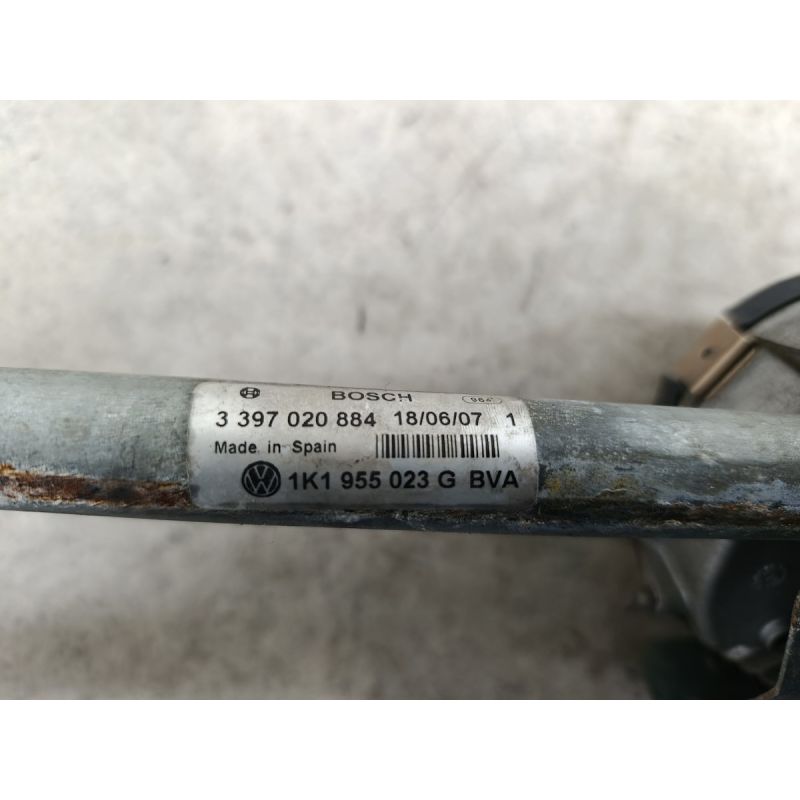 BOSCH 984
3 397 020 884 18/06/07 1
Made in Spain
1K1 955 023 G BVA